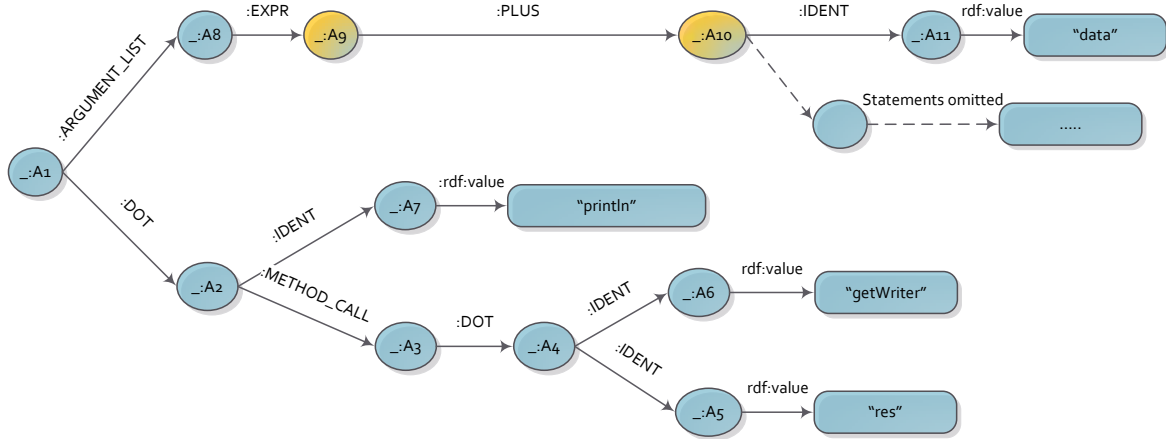 :EXPR
:PLUS
:IDENT
rdf:value
_:A8
_:A9
_:A10
_:A11
“data”
:ARGUMENT_LIST
Statements omitted
.....
_:A1
:DOT
:IDENT
_:A7
:rdf:value
“println”
_:A2
:METHOD_CALL
_:A3
:DOT
_:A4
:IDENT
_:A6
rdf:value
“getWriter”
:IDENT
_:A5
rdf:value
“res”